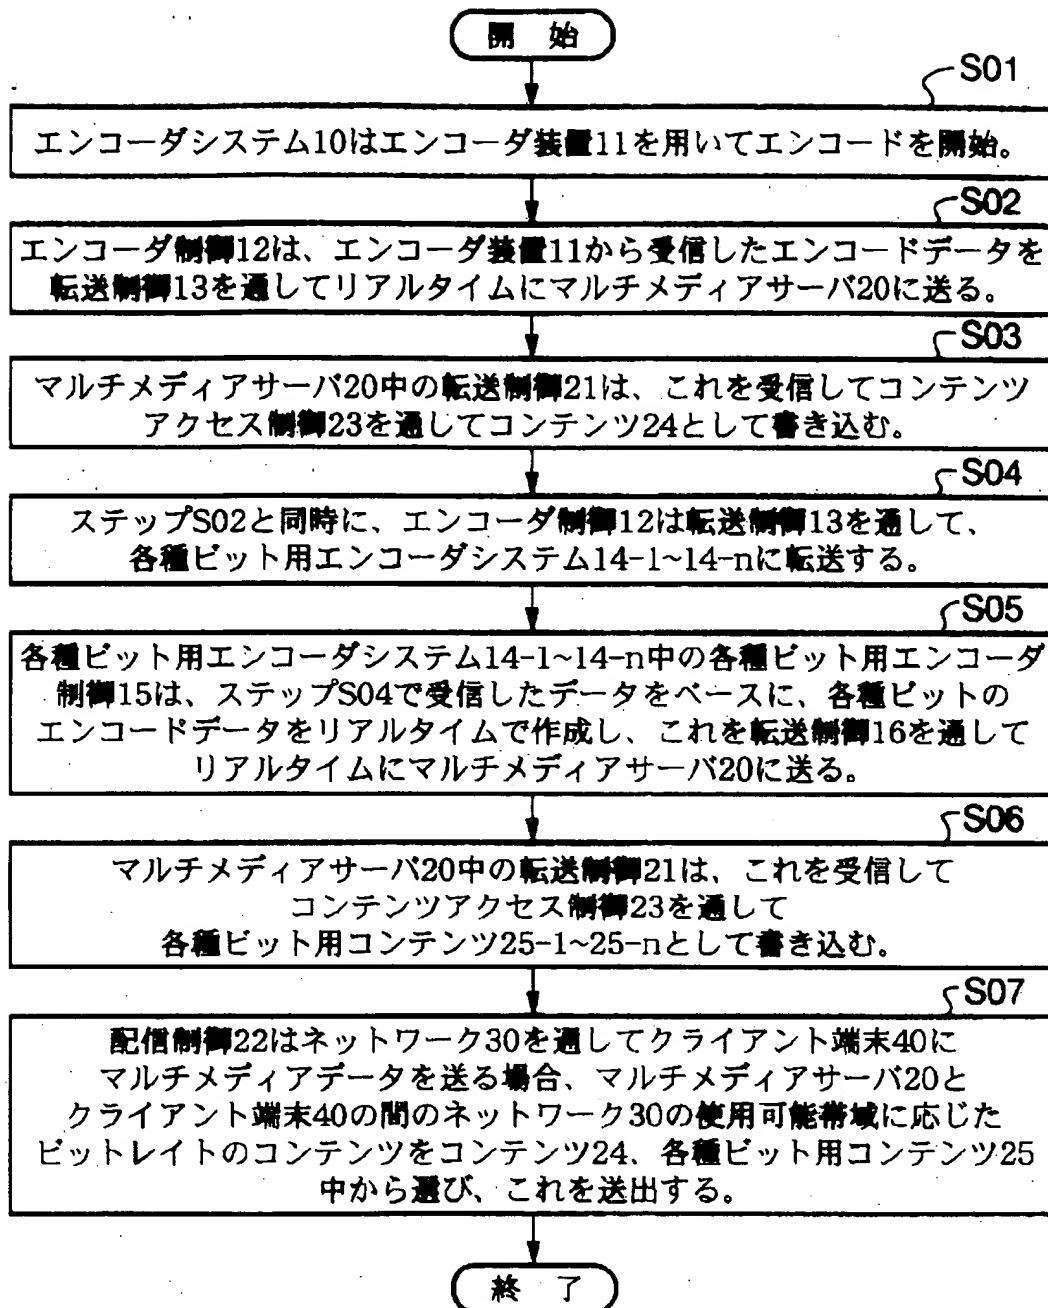 開 始
S01
エンコーダシステム10はエンコーダ装置11を用いてエンコードを開始。
S02
エンコーダ制御12は、エンコーダ装置11から受信したエンコードデータを
転送制御13を通してリアルタイムにマルチメディアサーバ20に送る。
S03
マルチメディアサーバ20中の転送制御21は、これを受信してコンテンツ
アクセス制御23を通してコンテンツ24として書き込む。
S04
ステップS02と同時に、エンコーダ制御12は転送制御13を通して、
各種ビット用エンコーダシステム14-1~14-nに転送する。
S05
各種ビット用エンコーダシステム14-1~14-n中の各種ビット用エンコーダ
制御15は、ステップS04で受信したデータをベースに、各種ビットの
エンコードデータをリアルタイムで作成し、これを転送制御16を通して
リアルタイムにマルチメディアサーバ20に送る。
S06
マルチメディアサーバ20中の転送制御21は、これを受信して
コンテンツアクセス制御23を通して
各種ビット用コンテンツ25-1~25-nとして書き込む。
S07
配信制御22はネットワーク30を通してクライアント端末40に
マルチメディアデータを送る場合、マルチメディアサーバ20と
クライアント端末40の間のネットワーク30の使用可能帯域に応じた
ビットレイトのコンテンツをコンテンツ24、各種ビット用コンテンツ25
中から選び、これを送出する。
終 了